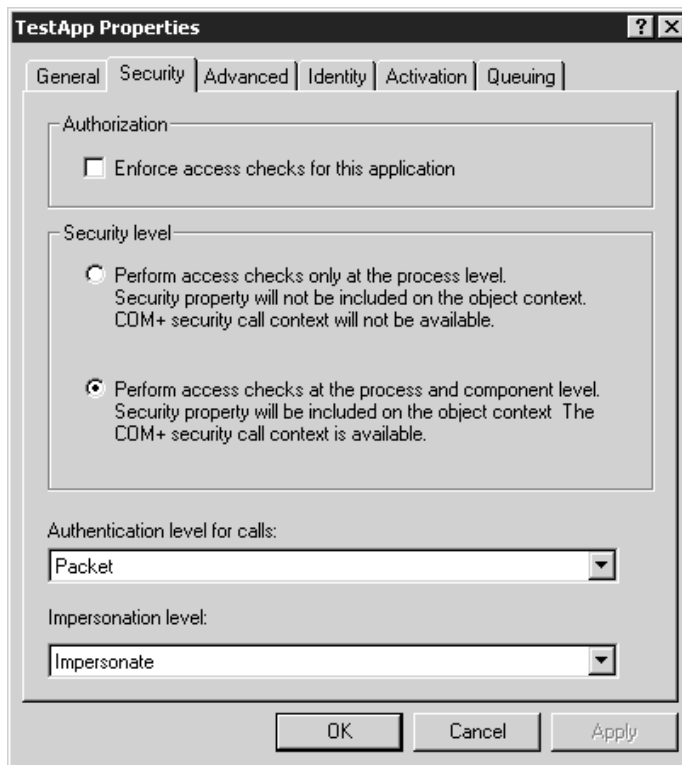 TestApp Properties
General Security Advanced Identity Activation Queuing
Authorization
Enforce access checks for this application
Security level
Perform access checks only at the process level.
Security property will not be included on the object context.
COM+ security call context will not be available.
Perform access checks at the process and component level.
Security property will be included on the object context The
COM+ security call context is available.
Authentication level for calls:
Packet
Impersonation level:
Impersonate
OK Cancel Apply